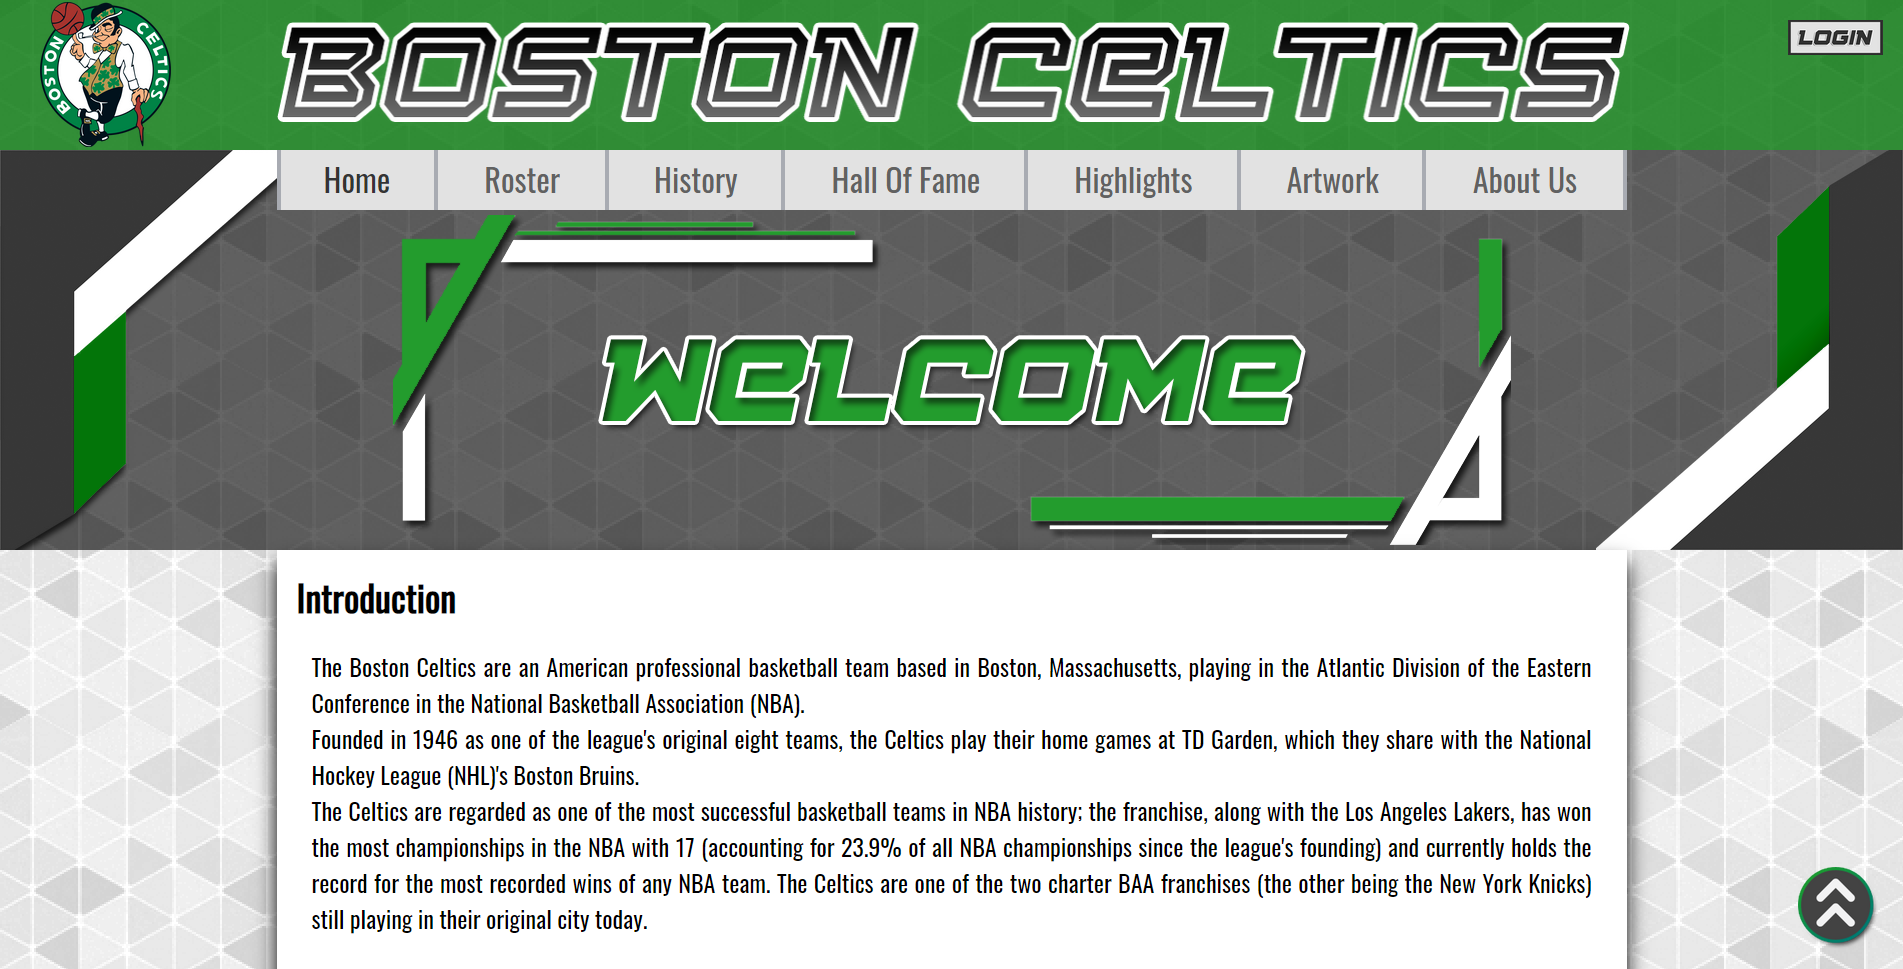 BOSTON CELTICS
BOSTON CELTICS
LOGIN
Home Roster History Hall Of Fame Highlights Artwork About Us
WeLCOMe
Introduction
The Boston Celtics are an American professional basketball team based in Boston, Massachusetts, playing in the Atlantic Division of the Eastern
Conference in the National Basketball Association (NBA).
Founded in 1946 as one of the league's original eight teams, the Celtics play their home games at TD Garden, which they share with the National
Hockey League (NHL)'s Boston Bruins.
The Celtics are regarded as one of the most successful basketball teams in NBA history; the franchise, along with the Los Angeles Lakers, has won
the most championships in the NBA with 17 (accounting for 23.9% of all NBA championships since the league's founding) and currently holds the
record for the most recorded wins of any NBA team. The Celtics are one of the two charter BAA franchises (the other being the New York Knicks)
still playing in their original city today.